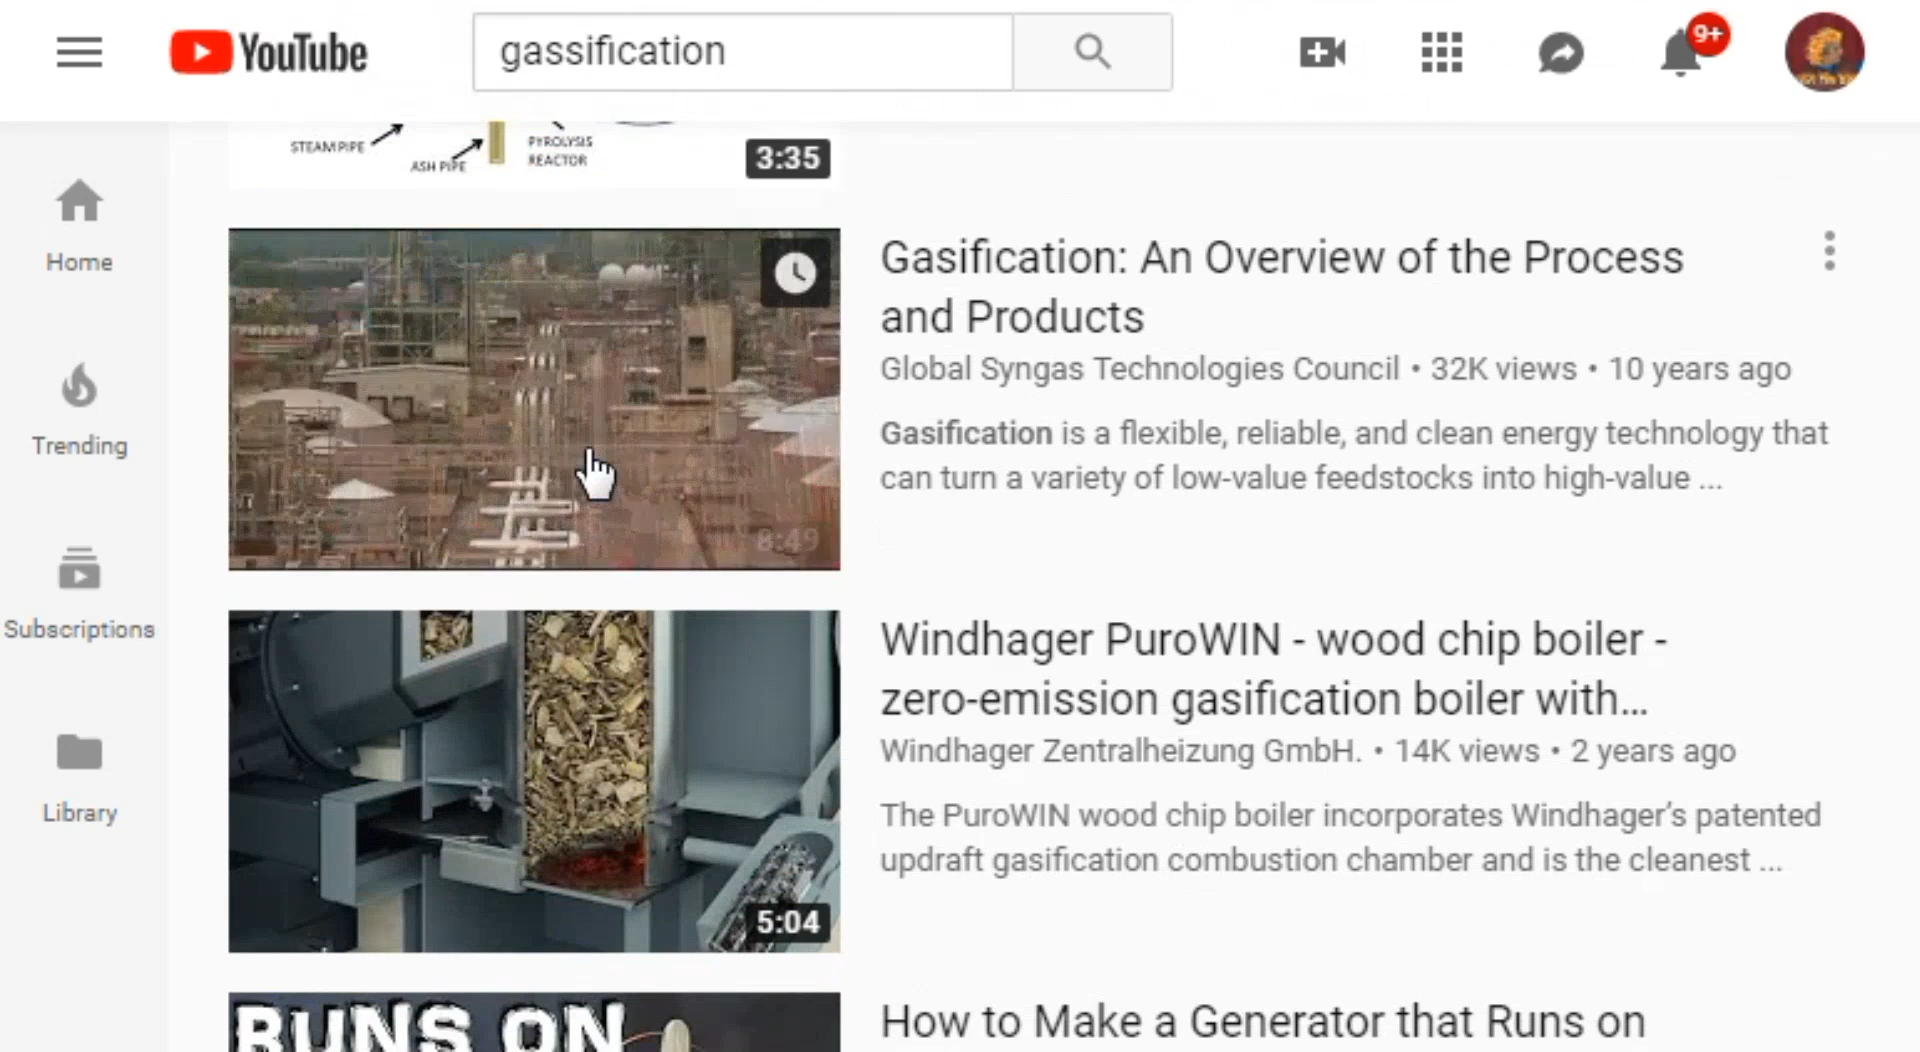 YouTube
gassification
9+
STEAM PIPE
ASH PIPE
PYROLYSIS
REACTOR
3:35
Home
Trending
Subscriptions
Library
Gasification: An Overview of the Process
and Products
Global Syngas Technologies Council • 32K views • 10 years ago
Gasification is a flexible, reliable, and clean energy technology that
can turn a variety of low-value feedstocks into high-value ...
8:49
Windhager PuroWIN - wood chip boiler -
zero-emission gasification boiler with...
Windhager Zentralheizung GmbH. • 14K views • 2 years ago
The PuroWIN wood chip boiler incorporates Windhager's patented
updraft gasification combustion chamber and is the cleanest ...
5:04
RUNS ON
How to Make a Generator that Runs on